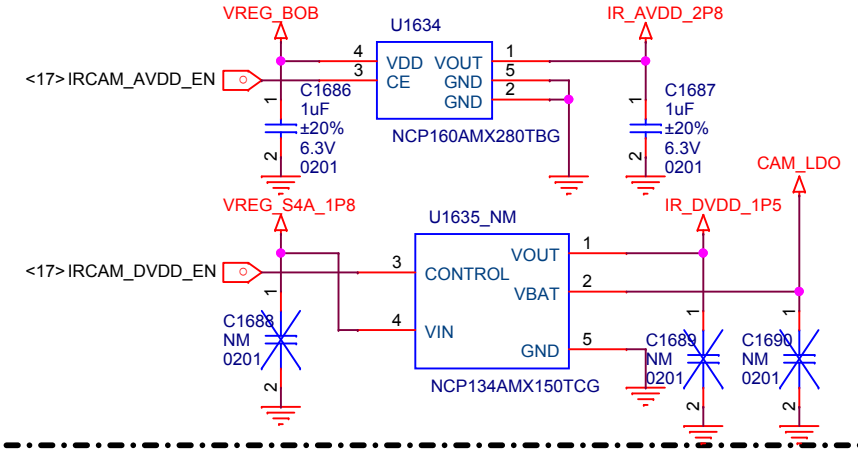 VREG_BOB
IR_AVDD_2P8
U1634
<17> IRCAM_AVDD_EN
4
3
VDD
CE
VOUT
GND
GND
1
5
2
1
C1686
1uF
±20%
6.3V
0201
2
NCP160AMX280TBG
1
C1687
1uF
±20%
6.3V
0201
2
CAM_LDO
VREG_S4A_1P8
U1635_NM
IR_DVDD_1P5
<17> IRCAM_DVDD_EN
3
4
CONTROL
VIN
VOUT
VBAT
GND
1
2
5
1
C1688
NM
0201
2
NCP134AMX150TCG
1
C1689
NM
0201
2
1
C1690
NM
0201
2